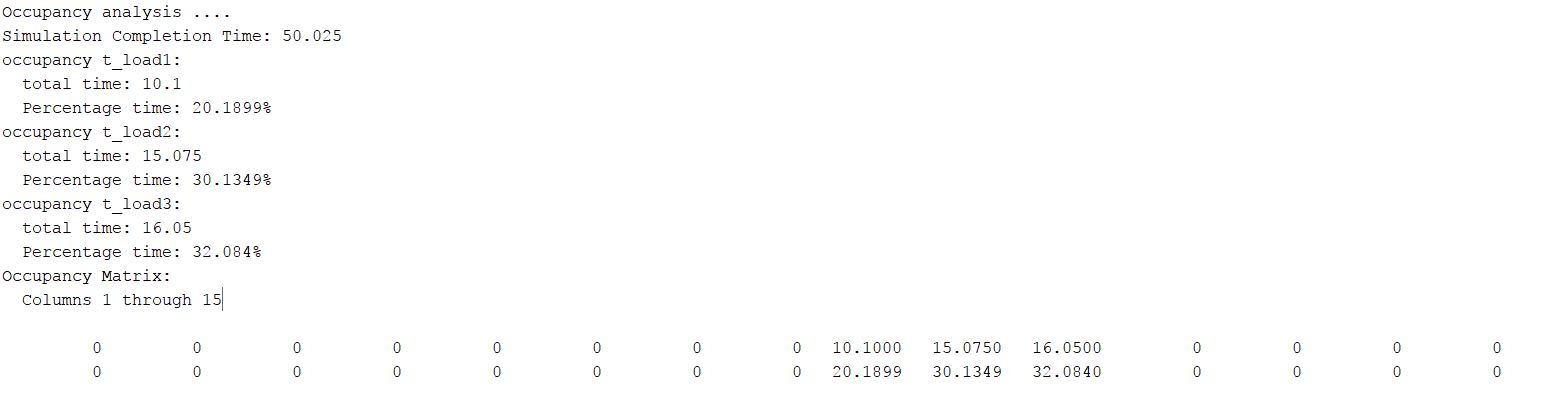 Occupancy analysis ....
Simulation Completion Time: 50.025
occupancy t_load1:
  total time: 10.1
  Percentage time: 20.1899%
occupancy t_load2:
  total time: 15.075
  Percentage time: 30.1349%
occupancy t_load3:
  total time: 16.05
  Percentage time: 32.084%
Occupancy Matrix:
  Columns 1 through 15
0 0 0 0 0 0 0 0 10.1000 15.0750 16.0500 0 0 0 0
0 0 0 0 0 0 0 0 20.1899 30.1349 32.0840 0 0 0 0